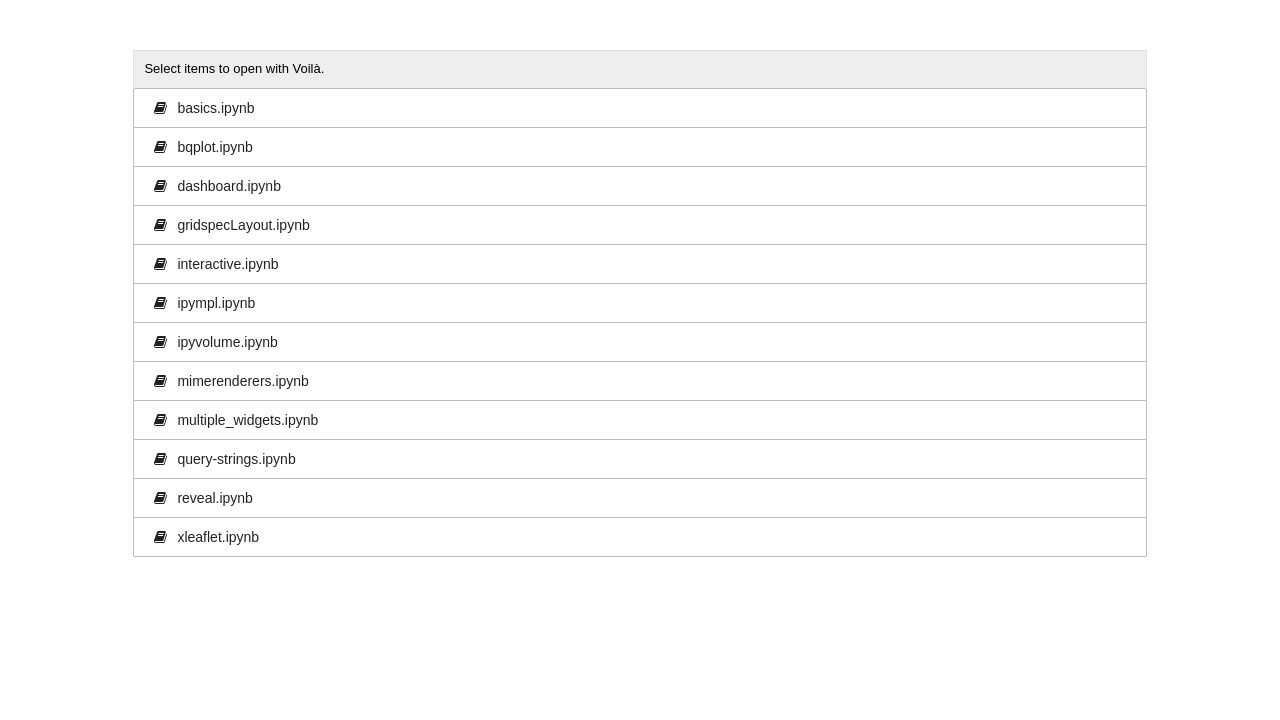 Select items to open with Voilà.
basics.ipynb
bqplot.ipynb
dashboard.ipynb
gridspecLayout.ipynb
interactive.ipynb
ipympl.ipynb
ipyvolume.ipynb
mimerenderers.ipynb
multiple_widgets.ipynb
query-strings.ipynb
reveal.ipynb
xleaflet.ipynb